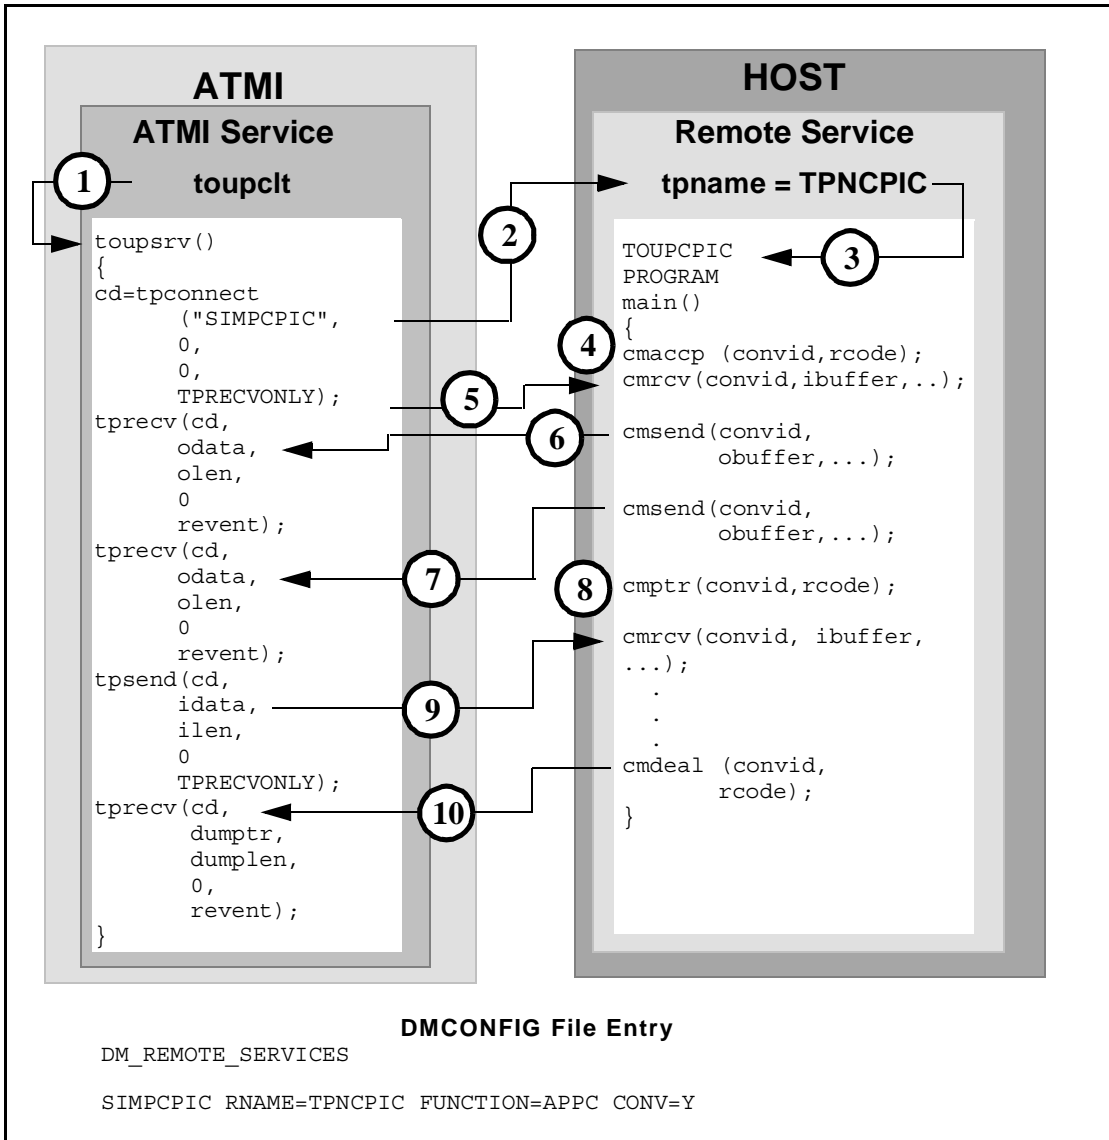 ATMI
ATMI Service
1
toupclt
toupsrv()
{
cd=tpconnect
("SIMPCPIC",
0,
0,
TPRECVONLY);
tprecv(cd,
odata,
olen,
0
revent);
tprecv(cd,
odata,
olen,
0
revent);
tpsend(cd,
idata,
ilen,
0
TPRECVONLY);
tprecv(cd,
dumptr,
dumplen,
0,
revent);
}
2
5
6
7
9
10
HOST
Remote Service
tpname = TPNCPIC
3
TOUPCPIC
PROGRAM
main()
{
4
cmaccp (convid,rcode);
cmrcv(convid,ibuffer,..);
cmsend(convid,
obuffer,...);
cmsend(convid,
obuffer,...);
8
cmptr(convid,rcode);
cmrcv(convid, ibuffer,
...);
.
.
.
cmdeal (convid,
rcode);
}
DMCONFIG File Entry
DM_REMOTE_SERVICES
SIMPCPIC RNAME=TPNCPIC FUNCTION=APPC CONV=Y